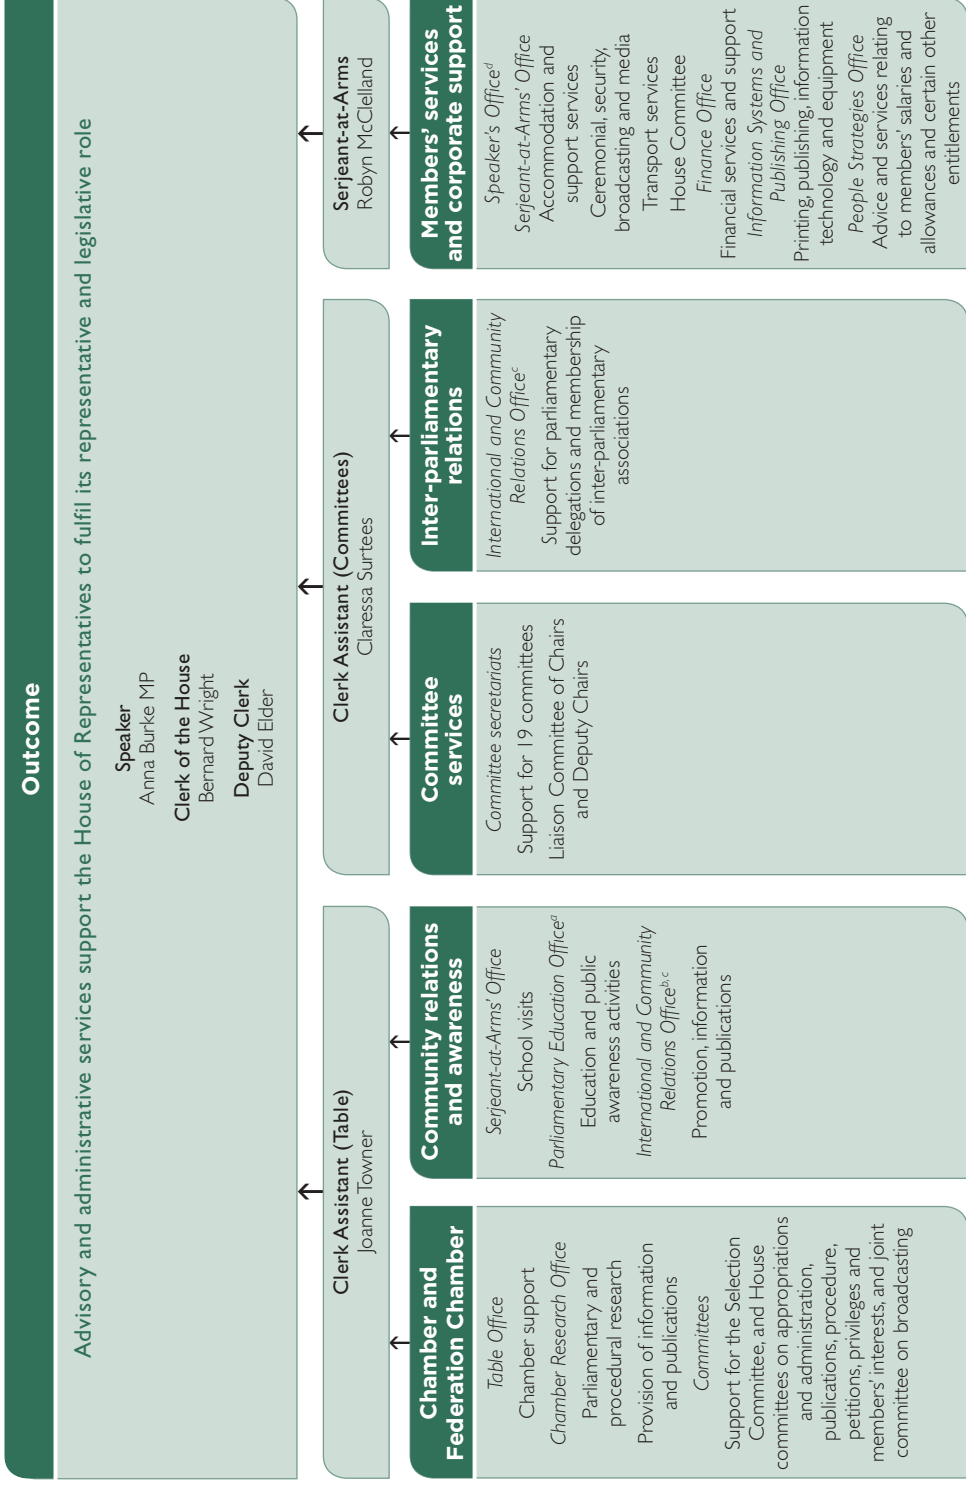 Outcome
Advisory and administrative services support the House of Representatives to fulfil its representative and legislative role
Speaker
Anna Burke MP
Clerk of the House
Bernard Wright
Deputy Clerk
David Elder
Clerk Assistant (Table)
Joanne Towner
Clerk Assistant (Committees)
Claressa Surtees
Serjeant-at-Arms
Robyn McClelland
Chamber and
Federation Chamber
Table Office
Chamber support
Chamber Research Office
Parliamentary and
procedural research
Provision of information
and publications
Committees
Support for the Selection
Committee, and House
committees on appropriations
and administration,
publications, procedure,
petitions, privileges and
members' interests, and joint
committee on broadcasting
Community relations
and awareness
Serjeant-at-Arms' Office
School visits
Parliamentary Education Officeᵃ
Education and public
awareness activities
International and Community
Relations Officeᵇ,ᶜ
Promotion, information
and publications
Committee
services
Committee secretariats
Support for 19 committees
Liaison Committee of Chairs
and Deputy Chairs
Inter-parliamentary
relations
International and Community
Relations Officeᶜ
Support for parliamentary
delegations and membership
of inter-parliamentary
associations
Members' services
and corporate support
Speaker's Officeᵈ
Serjeant-at-Arms' Office
Accommodation and
support services
Ceremonial, security,
broadcasting and media
Transport services
House Committee
Finance Office
Financial services and support
Information Systems and
Publishing Office
Printing, publishing, information
technology and equipment
People Strategies Office
Advice and services relating
to members' salaries and
allowances and certain other
entitlements